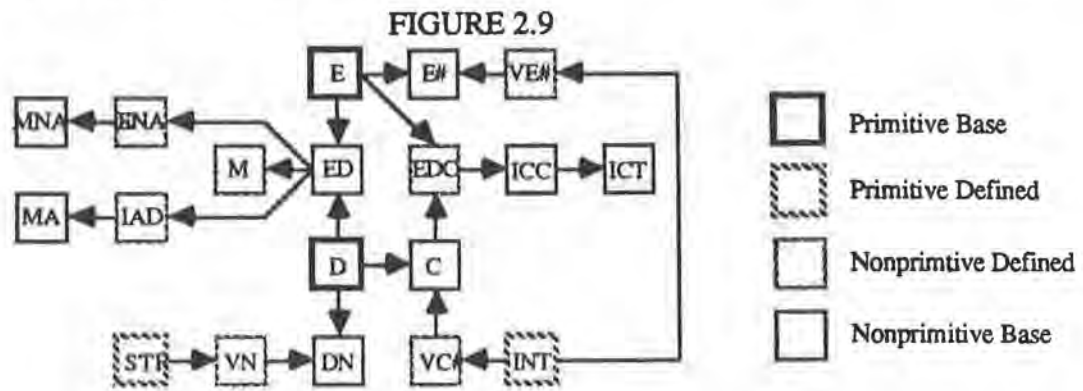 FIGURE 2.9
E E# VE#
MNA ENA
M ED EDC ICC ICT
MA IAD
D C
STR VN DN VC# INT
Primitive Base
Primitive Defined
Nonprimtive Defined
Nonprimitive Base